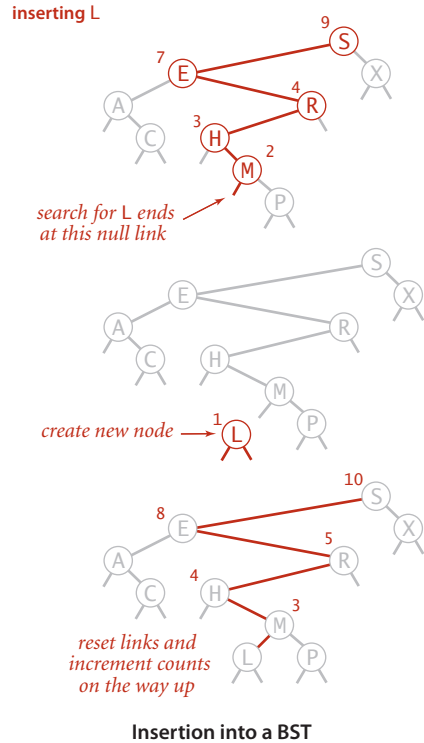 inserting L
9
S
7
E
X
A
4
R
3
C
H
2
M
P
search for L ends
at this null link
S
E
X
A
R
C
H
M
1
P
create new node
L
10
S
8
E
X
5
A
R
4
C
H
3
M
reset links and
increment counts
on the way up
L
P
Insertion into a BST